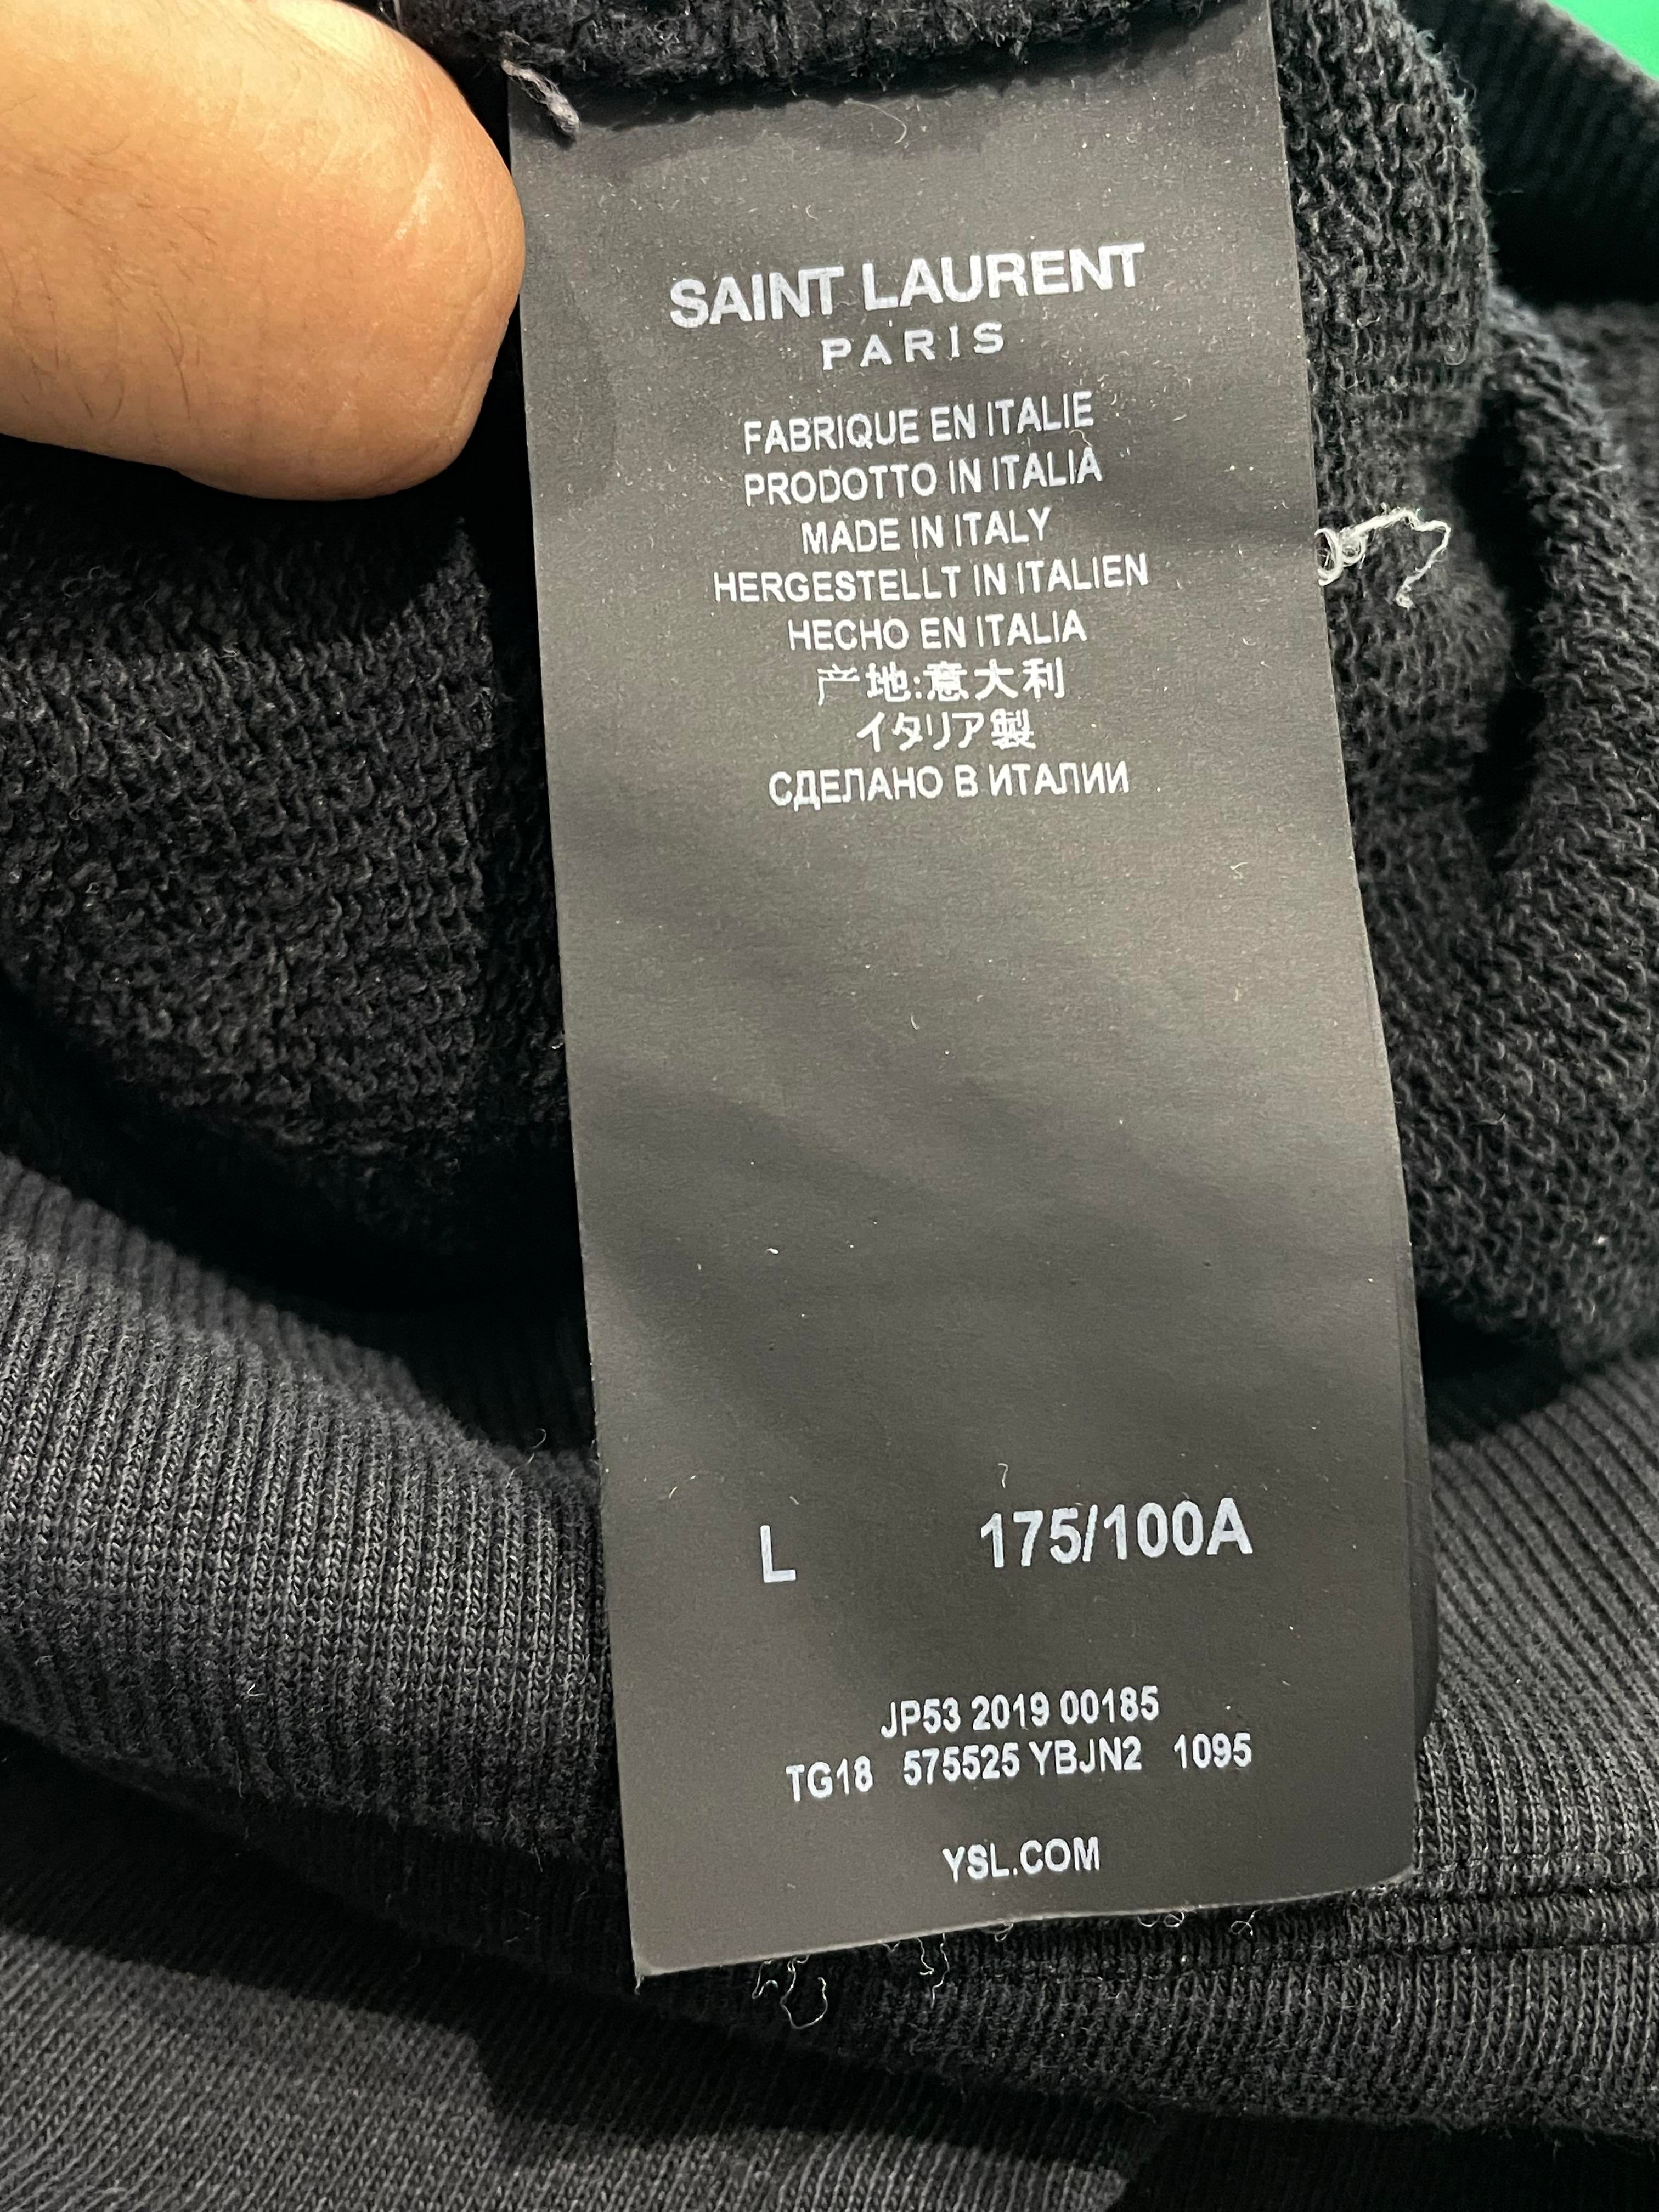 SAINT LAURENT
PARIS
FABRIQUE EN ITALIE
PRODOTTO IN ITALIA
MADE IN ITALY
HERGESTELLT IN ITALIEN
HECHO EN ITALIA
产地:意大利
イタリア製
СДЕЛАНО В ИТАЛИИ
L 175/100A
JP53 2019 00185
TG18 575525 YBJN2 1095
YSL.COM